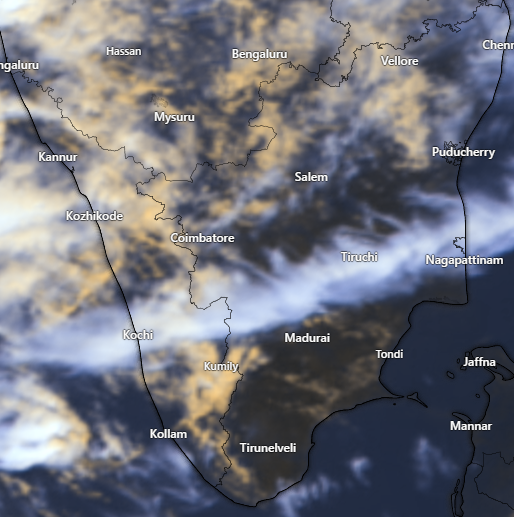 Hassan
Bengaluru
Chenn
ngaluru
Vellore
Mysuru
Kannur
Puducherry
Salem
Kozhikode
Coimbatore
Tiruchi
Nagapattinam
Kochi
Madurai
Tondi
Kumily
Jaffna
Mannar
Kollam
Tirunelveli